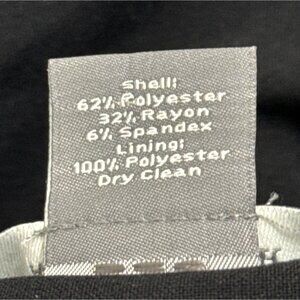 Shell:
62% Polyester
32% Rayon
6% Spandex
Lining:
100% Polyester
Dry Clean